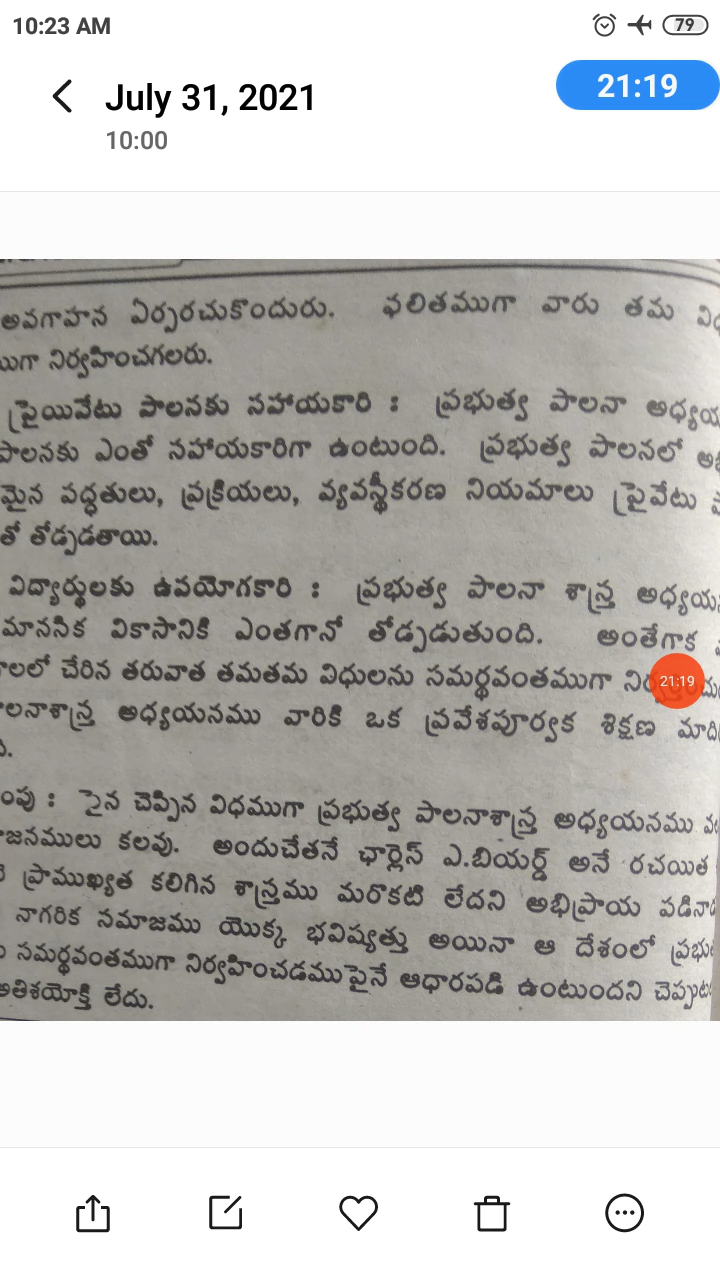 10:23 AM
79
July 31, 2021
21:19
10:00
అవగాహన ఏర్పరచుకొందురు. ఫలితముగా వారు తమ
నిర్వహించగలరు.
ప్రైయివేటు పాలనకు సహాయకారి : ప్రభుత్వ పాలనా
పాలనకు ఎంతో సహాయకారిగా ఉంటుంది. ప్రభుత్వ పాలనలో
మైన పద్ధతులు, ప్రక్రియలు, వ్యవస్థీకరణ నియమాలు ప్రైవేటు
తో తోడ్పడతాయి.
విద్యార్థులకు ఉపయోగకారి : ప్రభుత్వ పాలనా శాస్త్ర
మానసిక వికాసానికి ఎంతగానో తోడ్పడుతుంది. అంతేగాక
చేరిన తరువాత తమతమ విధులను సమర్థవంతముగా
21:19
అధ్యయనము వారికి ఒక ప్రవేశపూర్వక శిక్షణ
పైన చెప్పిన విధముగా ప్రభుత్వ పాలనాశాస్త్ర అధ్యయనము
కలవు. అందుచేతనే ఛార్లెస్ ఎ.బియర్డ్ అనే రచయిత
ప్రాముఖ్యత కలిగిన శాస్త్రము మరొకటి లేదని అభిప్రాయ
నాగరిక సమాజము యొక్క భవిష్యత్తు అయినా ఆ దేశంలో
సమర్థవంతముగా నిర్వహించడముపైనే ఆధారపడి ఉంటుందని
అతిశయోక్తి లేదు.